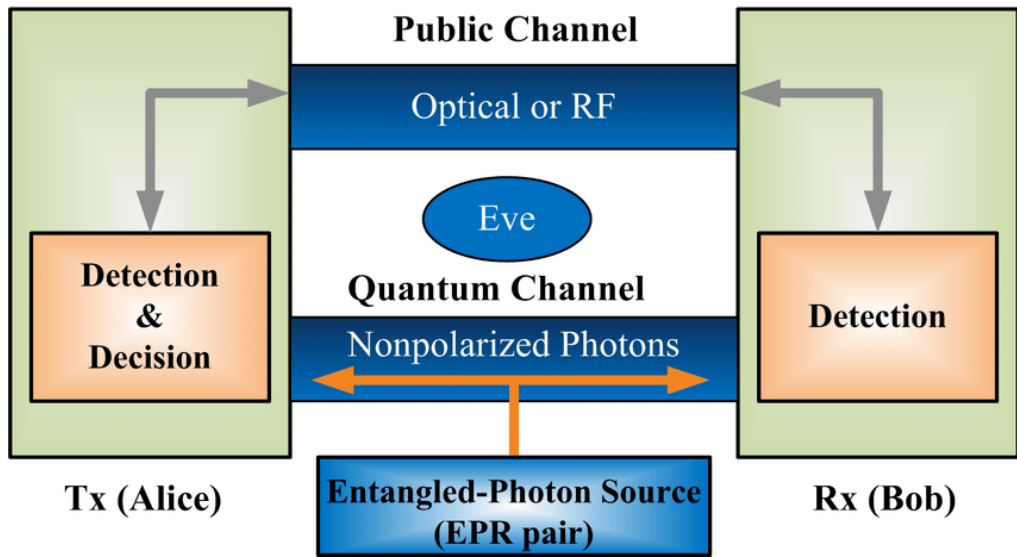 Public Channel
Optical or RF
Eve
Detection
&
Decision
Quantum Channel
Nonpolarized Photons
Detection
Tx (Alice)
Entangled-Photon Source
(EPR pair)
Rx (Bob)